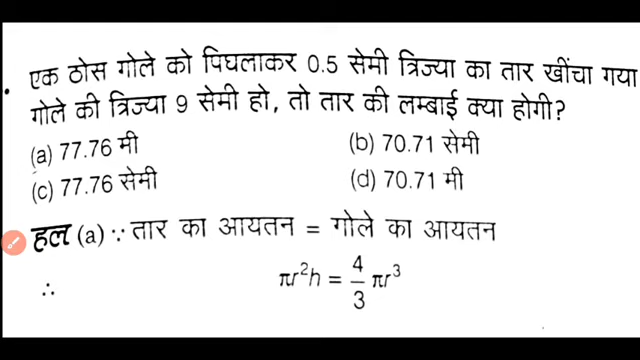 एक ठोस गोले को पिघलाकर 0.5 सेमी त्रिज्या का तार खींचा गया
गोले की त्रिज्या 9 सेमी हो, तो तार की लम्बाई क्या होगी?
(a) 77.76 मी (b) 70.71 सेमी
(c) 77.76 सेमी (d) 70.71 मी
हल (a) ∵ तार का आयतन = गोले का आयतन
∴ πr²h = 4/3 πr³